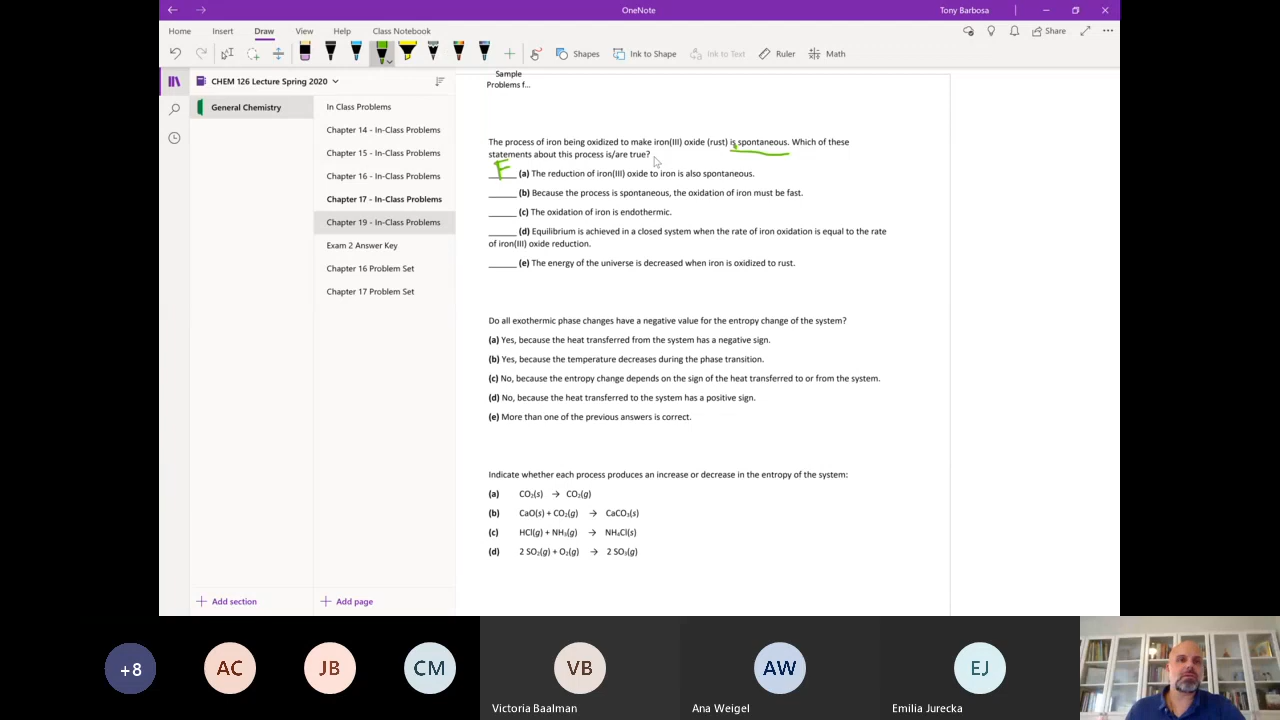 OneNote
Tony Barbosa
Home
Insert
Draw
View
Help
Class Notebook
Shapes
Ink to Shape
Ink to Text
Ruler
Math
Share
CHEM 126 Lecture Spring 2020
General Chemistry
In Class Problems
Chapter 14 - In-Class Problems
Chapter 15 - In-Class Problems
Chapter 16 - In-Class Problems
Chapter 17 - In-Class Problems
Chapter 19 - In-Class Problems
Exam 2 Answer Key
Chapter 16 Problem Set
Chapter 17 Problem Set
Add section
Add page
Sample
Problems f...
The process of iron being oxidized to make iron(III) oxide (rust) is spontaneous. Which of these
statements about this process is/are true?
F (a) The reduction of iron(III) oxide to iron is also spontaneous.
______ (b) Because the process is spontaneous, the oxidation of iron must be fast.
______ (c) The oxidation of iron is endothermic.
______ (d) Equilibrium is achieved in a closed system when the rate of iron oxidation is equal to the rate
of iron(III) oxide reduction.
______ (e) The energy of the universe is decreased when iron is oxidized to rust.
Do all exothermic phase changes have a negative value for the entropy change of the system?
(a) Yes, because the heat transferred from the system has a negative sign.
(b) Yes, because the temperature decreases during the phase transition.
(c) No, because the entropy change depends on the sign of the heat transferred to or from the system.
(d) No, because the heat transferred to the system has a positive sign.
(e) More than one of the previous answers is correct.
Indicate whether each process produces an increase or decrease in the entropy of the system:
(a) CO₂(s) → CO₂(g)
(b) CaO(s) + CO₂(g) → CaCO₃(s)
(c) HCl(g) + NH₃(g) → NH₄Cl(s)
(d) 2 SO₂(g) + O₂(g) → 2 SO₃(g)
+8
AC
JB
CM
VB
AW
EJ
Victoria Baalman
Ana Weigel
Emilia Jurecka